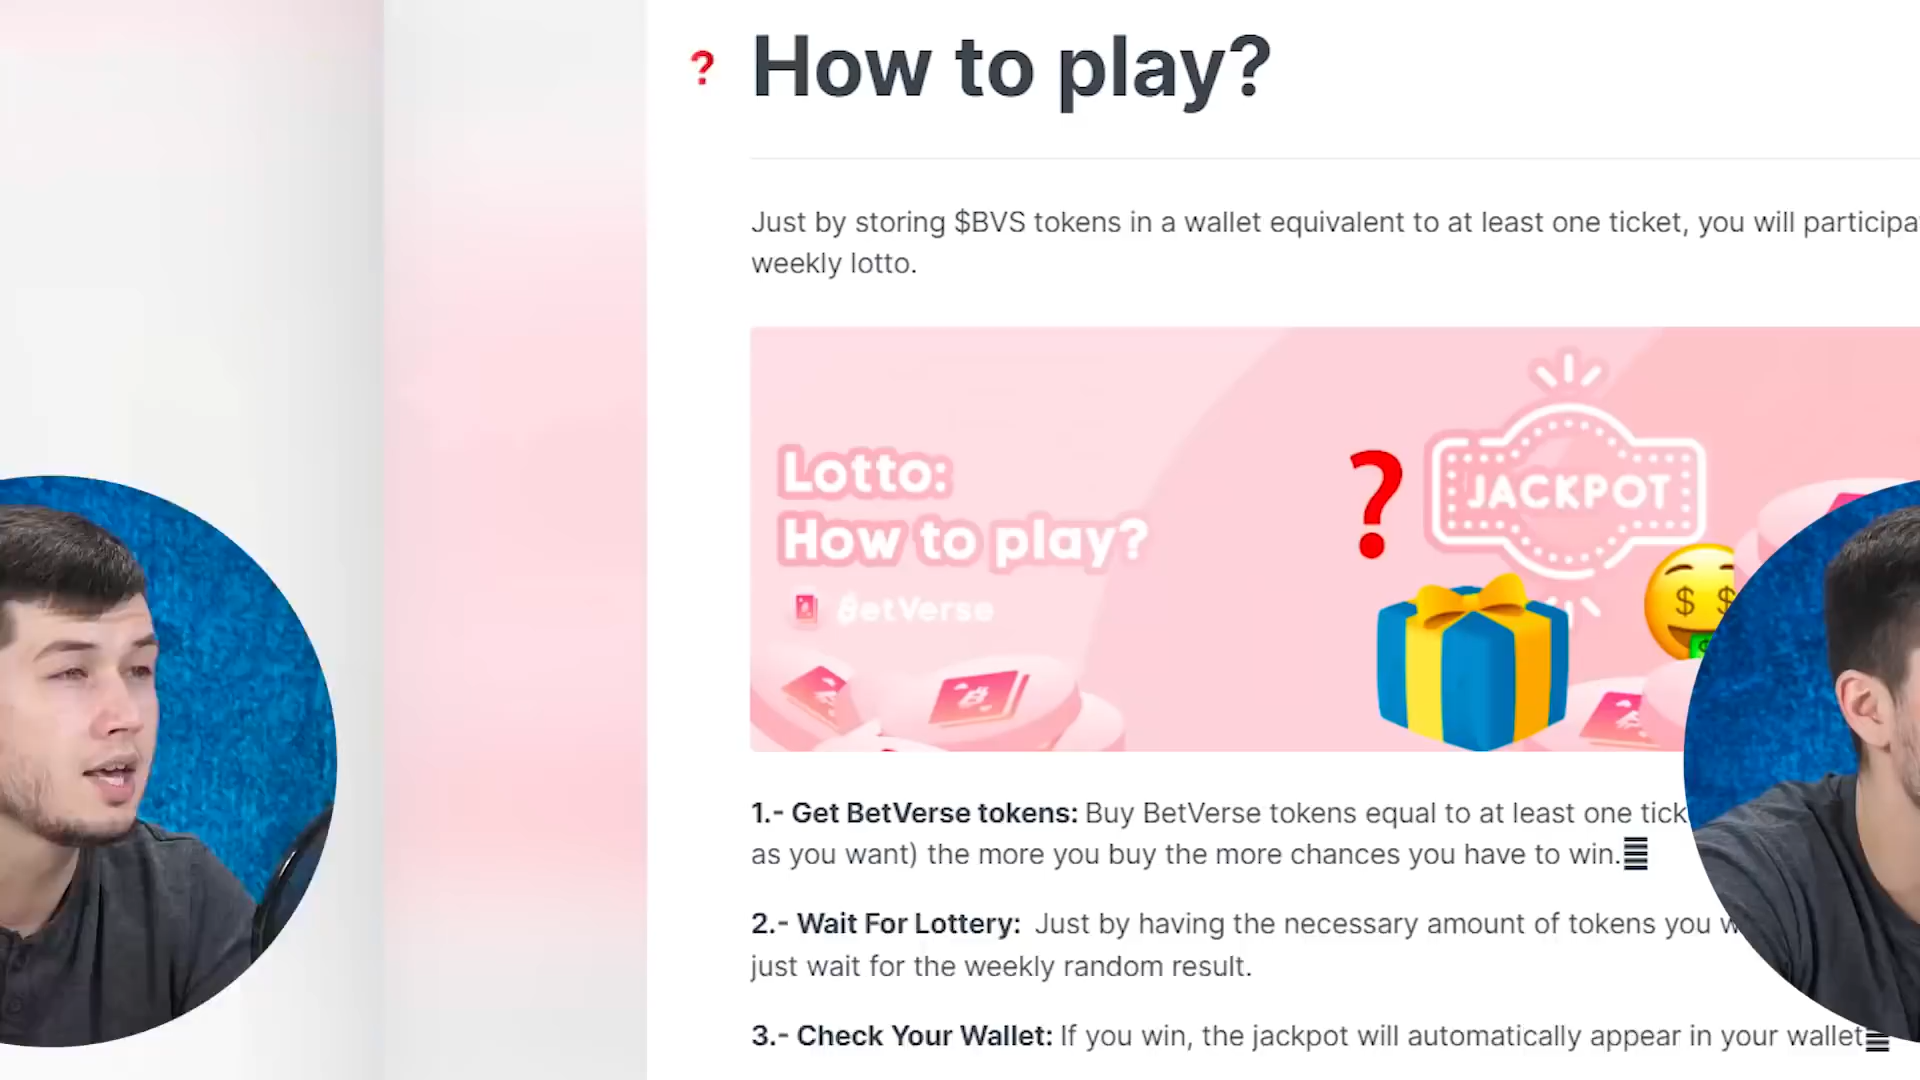 ? How to play?
Just by storing $BVS tokens in a wallet equivalent to at least one ticket, you will
weekly lotto.
Lotto:
How to play?
BetVerse
?
JACKPOT
$ $
1.- Get BetVerse tokens: Buy BetVerse tokens equal to at least one
as you want) the more you buy the more chances you have to win.
2.- Wait For Lottery: Just by having the necessary amount of tokens you
just wait for the weekly random result.
3.- Check Your Wallet: If you win, the jackpot will automatically appear in your wallet